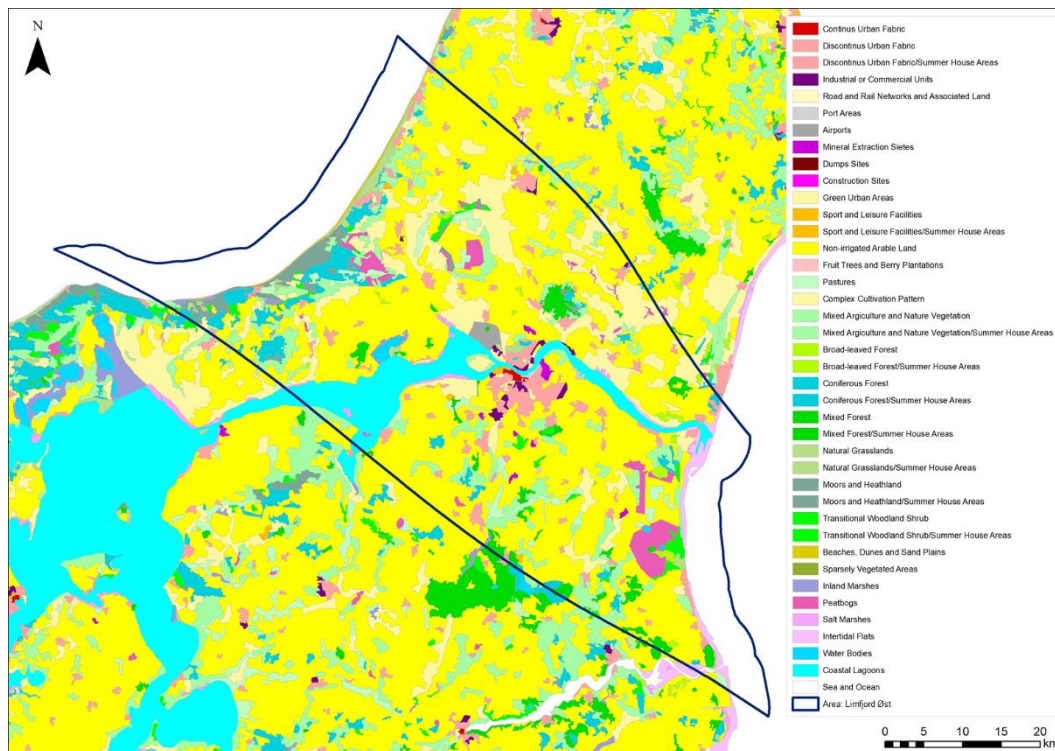 N
Continus Urban Fabric
Discontinus Urban Fabric
Discontinus Urban Fabric/Summer House Areas
Industrial or Commercial Units
Road and Rail Networks and Associated Land
Port Areas
Airports
Mineral Extraction Sietes
Dumps Sites
Construction Sites
Green Urban Areas
Sport and Leisure Facilities
Sport and Leisure Facilities/Summer House Areas
Non-irrigated Arable Land
Fruit Trees and Berry Plantations
Pastures
Complex Cultivation Pattern
Mixed Argiculture and Nature Vegetation
Mixed Argiculture and Nature Vegetation/Summer House Areas
Broad-leaved Forest
Broad-leaved Forest/Summer House Areas
Coniferous Forest
Coniferous Forest/Summer House Areas
Mixed Forest
Mixed Forest/Summer House Areas
Natural Grasslands
Natural Grasslands/Summer House Areas
Moors and Heathland
Moors and Heathland/Summer House Areas
Transitional Woodland Shrub
Transitional Woodland Shrub/Summer House Areas
Beaches, Dunes and Sand Plains
Sparsely Vegetated Areas
Inland Marshes
Peatbogs
Salt Marshes
Intertidal Flats
Water Bodies
Coastal Lagoons
Sea and Ocean
Area: Limfjord Øst
0 5 10 15 20
km